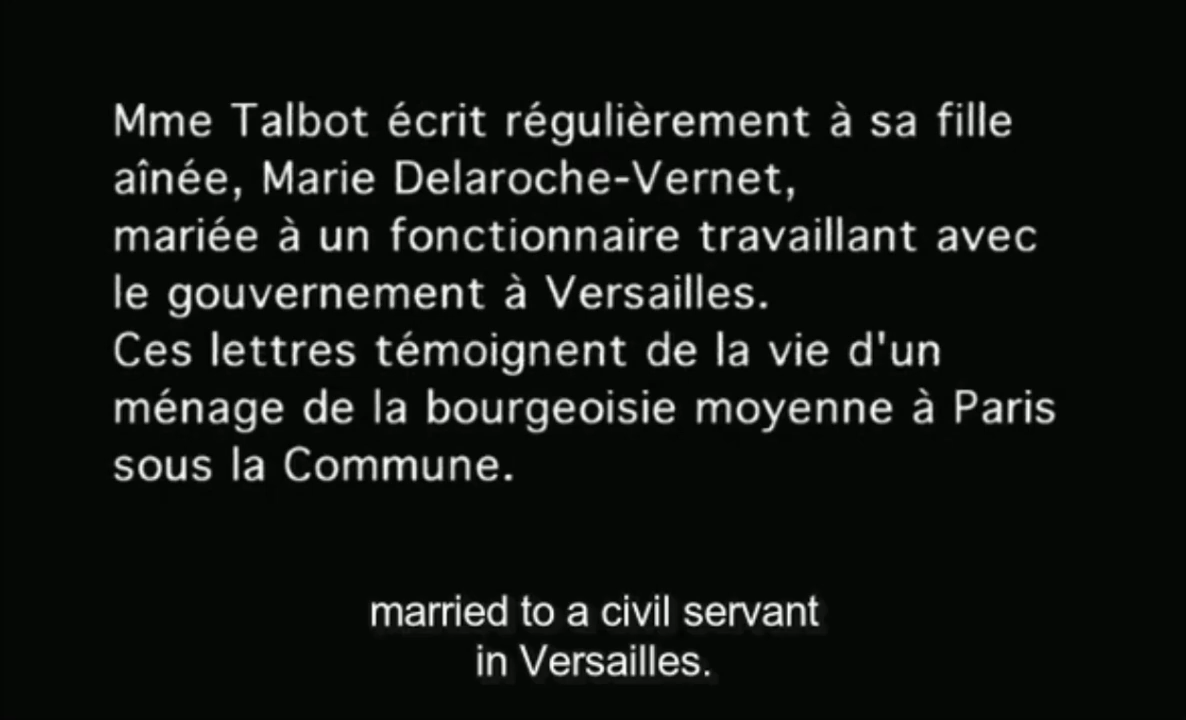 Mme Talbot écrit régulièrement à sa fille
aînée, Marie Delaroche-Vernet,
mariée à un fonctionnaire travaillant avec
le gouvernement à Versailles.
Ces lettres témoignent de la vie d'un
ménage de la bourgeoisie moyenne à Paris
sous la Commune.
married to a civil servant
in Versailles.